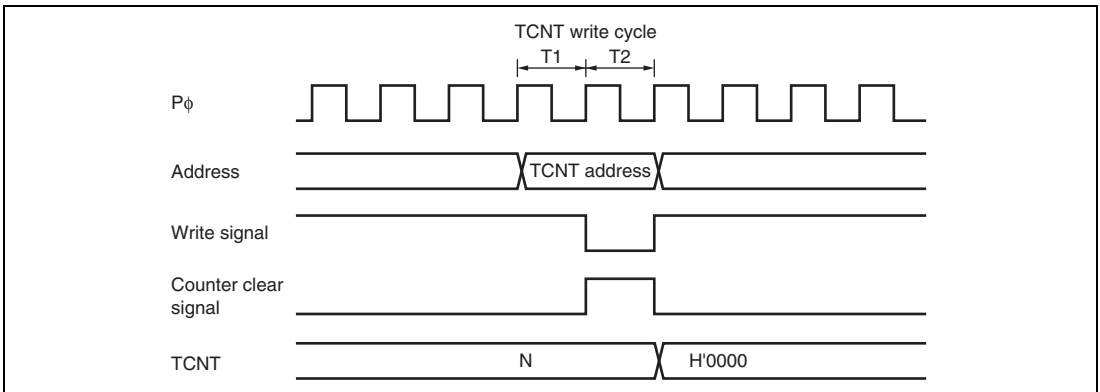 TCNT write cycle
T1 T2
Pϕ
Address
TCNT address
Write signal
Counter clear
signal
TCNT
N
H'0000